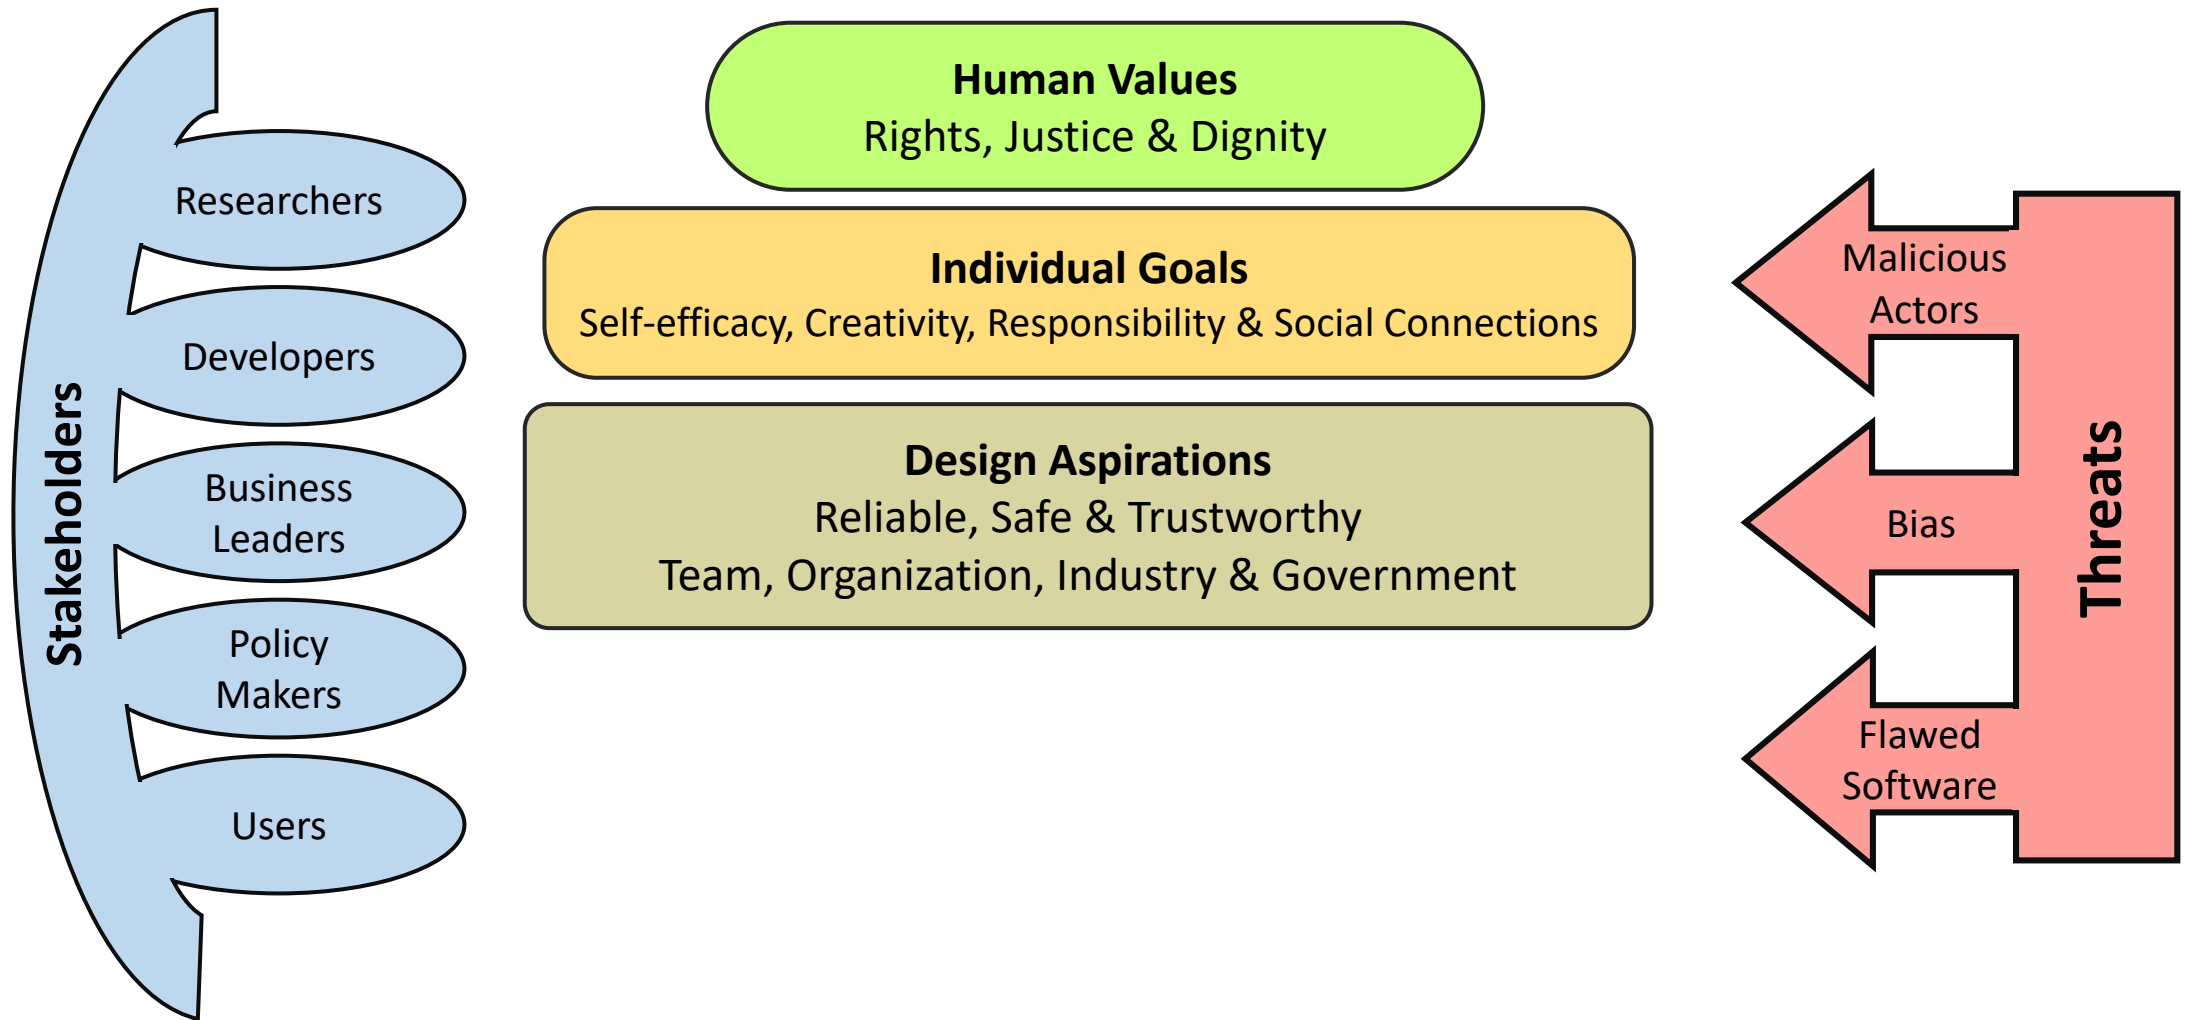 Stakeholders
Researchers
Developers
Business
Leaders
Policy
Makers
Users
Human Values
Rights, Justice & Dignity
Individual Goals
Self-efficacy, Creativity, Responsibility & Social Connections
Design Aspirations
Reliable, Safe & Trustworthy
Team, Organization, Industry & Government
Malicious
Actors
Bias
Flawed
Software
Threats